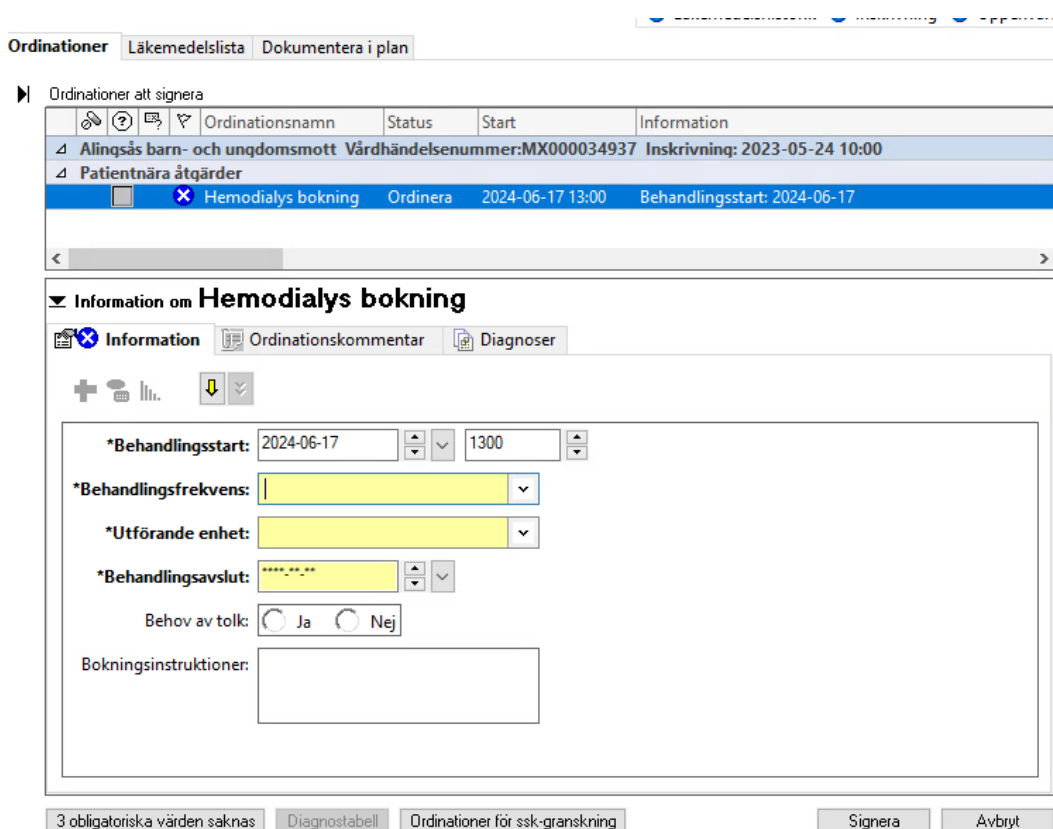 Ordinationer Läkemedelslista Dokumentera i plan
Ordinationer att signera
Ordinationsnamn Status Start Information
Alingsås barn- och ungdomsmott Vårdhändelsenummer:MX000034937 Inskrivning: 2023-05-24 10:00
Patientnära åtgärder
Hemodialys bokning Ordinera 2024-06-17 13:00 Behandlingsstart: 2024-06-17
Information om Hemodialys bokning
Information Ordinationskommentar Diagnoser
*Behandlingsstart: 2024-06-17 1300
*Behandlingsfrekvens:
*Utförande enhet:
*Behandlingsavslut: ****-**-**
Behov av tolk: Ja Nej
Bokningsinstruktioner:
3 obligatoriska värden saknas Diagnostabell Ordinationer för ssk-granskning Signera Avbryt